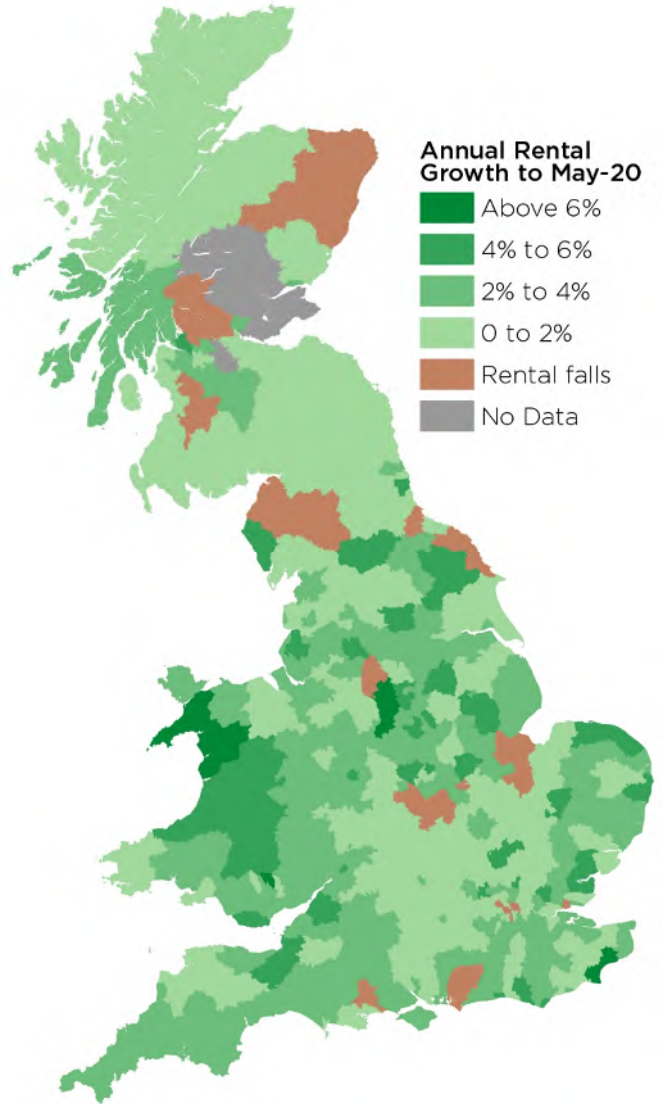 Annual Rental
Growth to May-20
Above 6%
4% to 6%
2% to 4%
0 to 2%
Rental falls
No Data